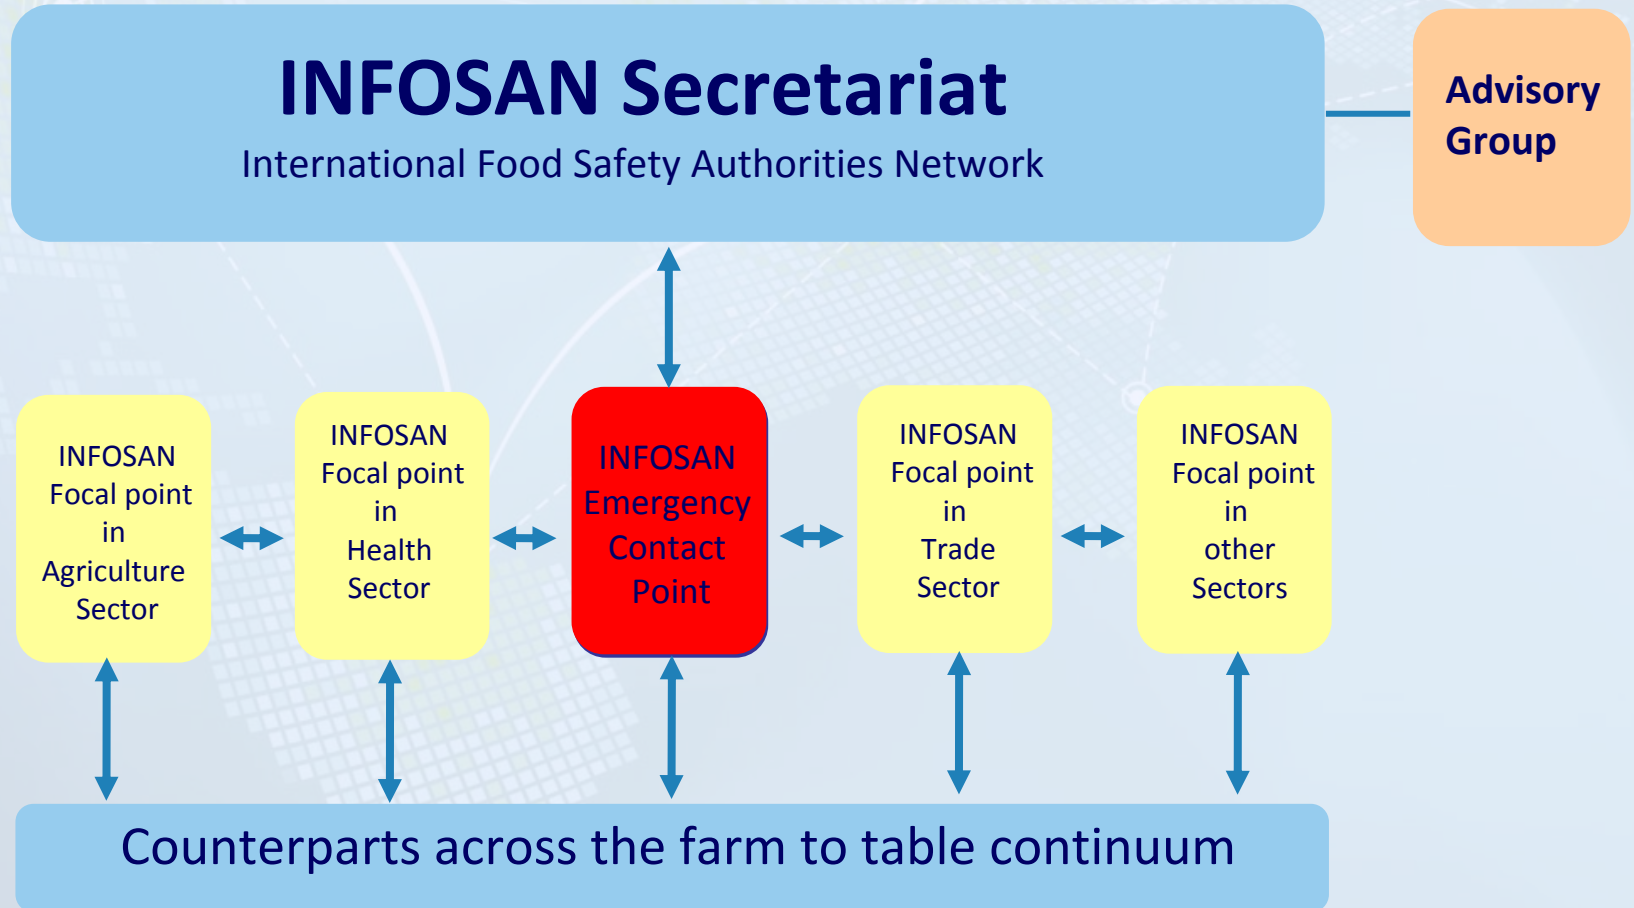 INFOSAN Secretariat
International Food Safety Authorities Network
Advisory
Group
INFOSAN
Focal point
in
Agriculture
Sector
INFOSAN
Focal point
in
Health
Sector
INFOSAN
Emergency
Contact
Point
INFOSAN
Focal point
in
Trade
Sector
INFOSAN
Focal point
in
other
Sectors
Counterparts across the farm to table continuum